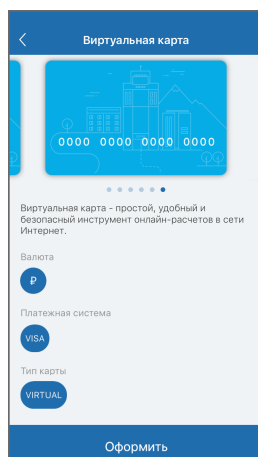 Виртуальная карта
0000 0000 0000 0000
Виртуальная карта - простой, удобный и
безопасный инструмент онлайн-расчетов в сети
Интернет.
Валюта
₽
Платежная система
VISA
Тип карты
VIRTUAL
Оформить